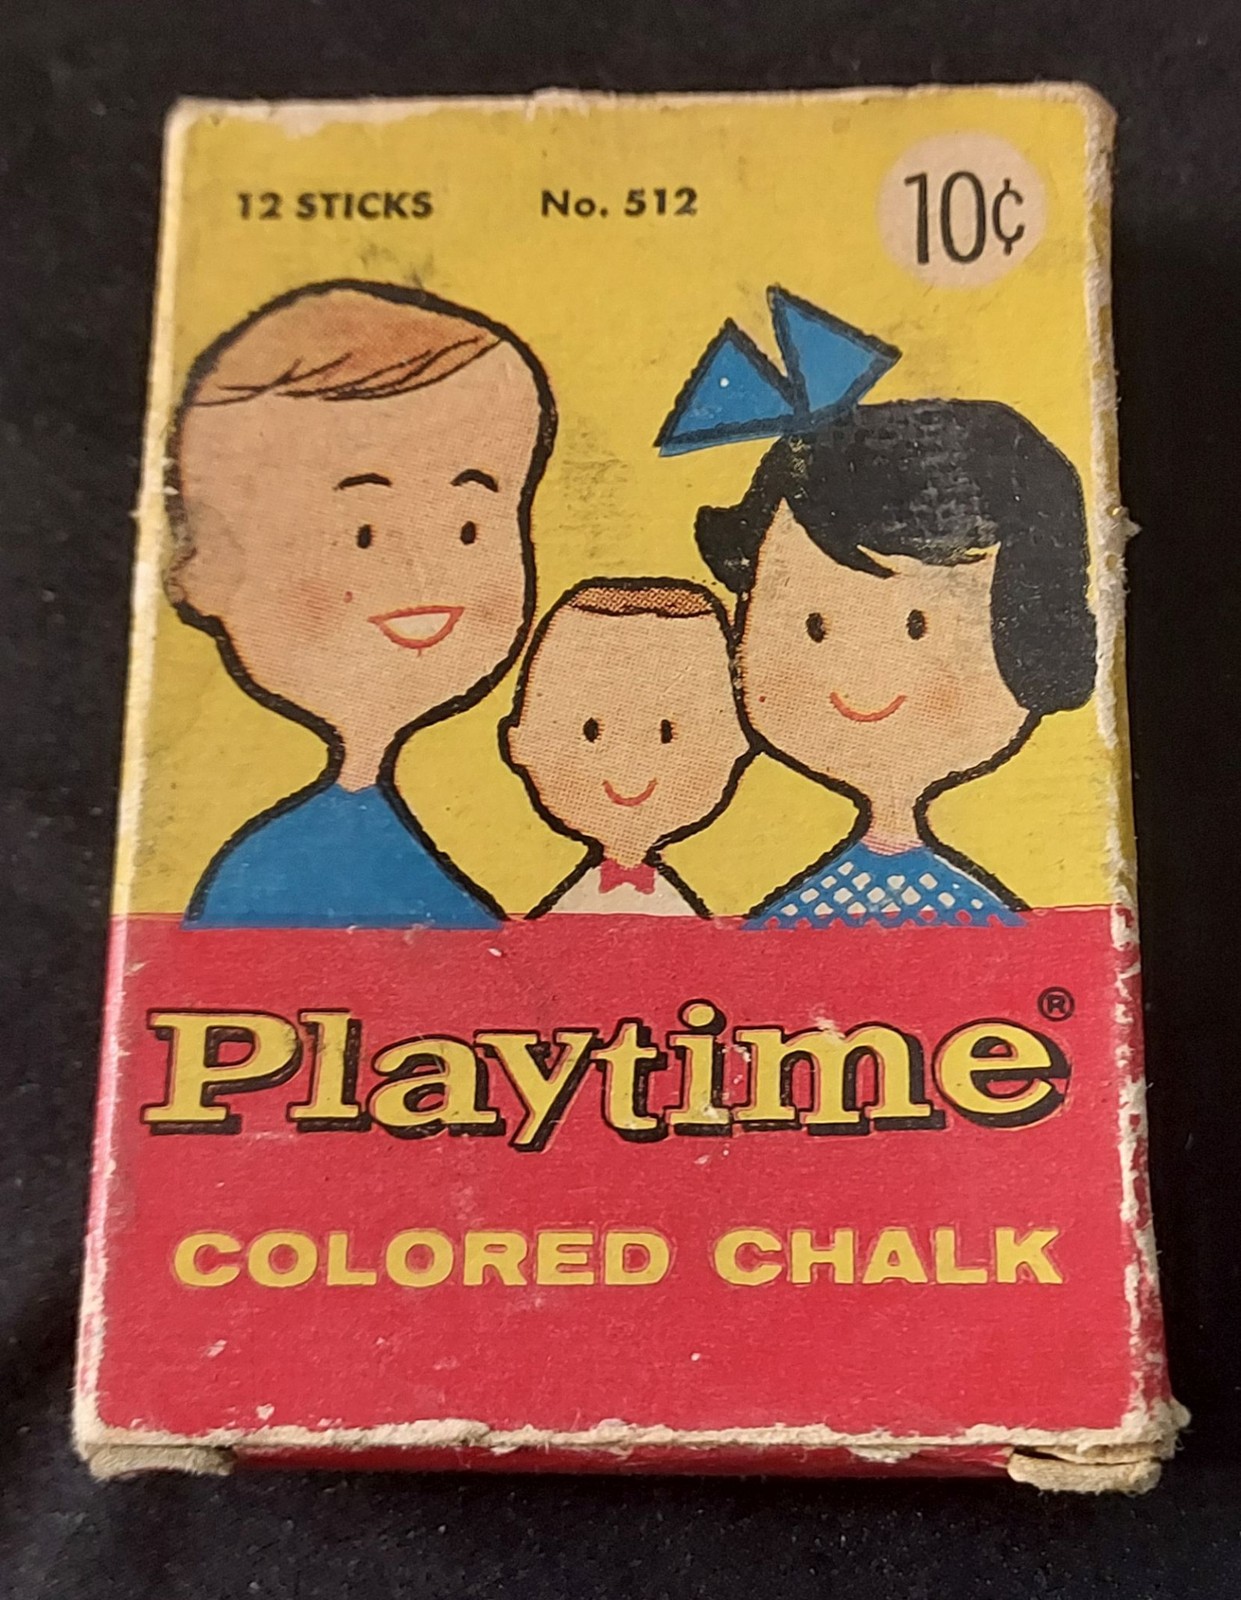 12 STICKS No. 512 10¢
Playtime®
COLORED CHALK